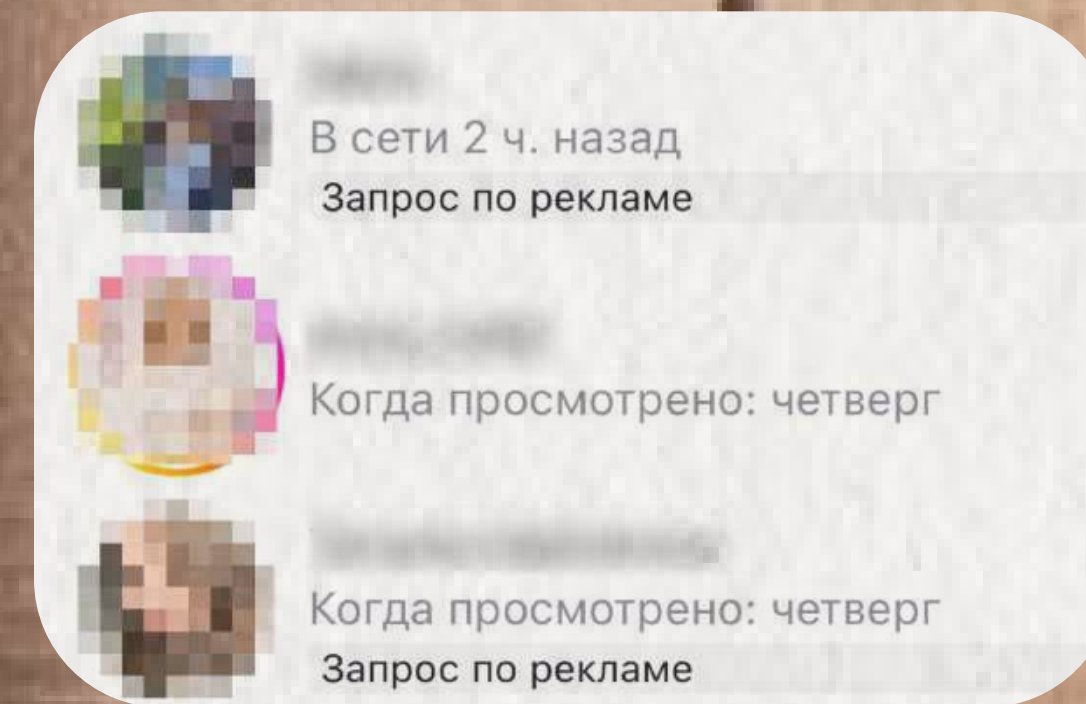 В сети 2 ч. назад
Запрос по рекламе
Когда просмотрено: четверг
Когда просмотрено: четверг
Запрос по рекламе